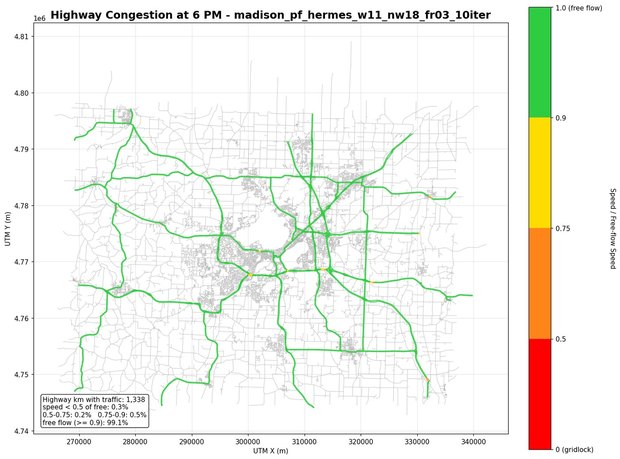 Highway Congestion at 6 PM - madison_pf_hermes_w11_nw18_fr03_10iter
1e6
4.81
4.80
4.79
4.78
4.77
4.76
4.75
4.74
UTM Y (m)
Highway km with traffic: 1,338
speed < 0.5 of free: 0.3%
0.5-0.75: 0.2%   0.75-0.9: 0.5%
free flow (>= 0.9): 99.1%
270000 280000 290000 300000 310000 320000 330000 340000
UTM X (m)
1.0 (free flow)
0.9
0.75
0.5
0 (gridlock)
Speed / Free-flow Speed